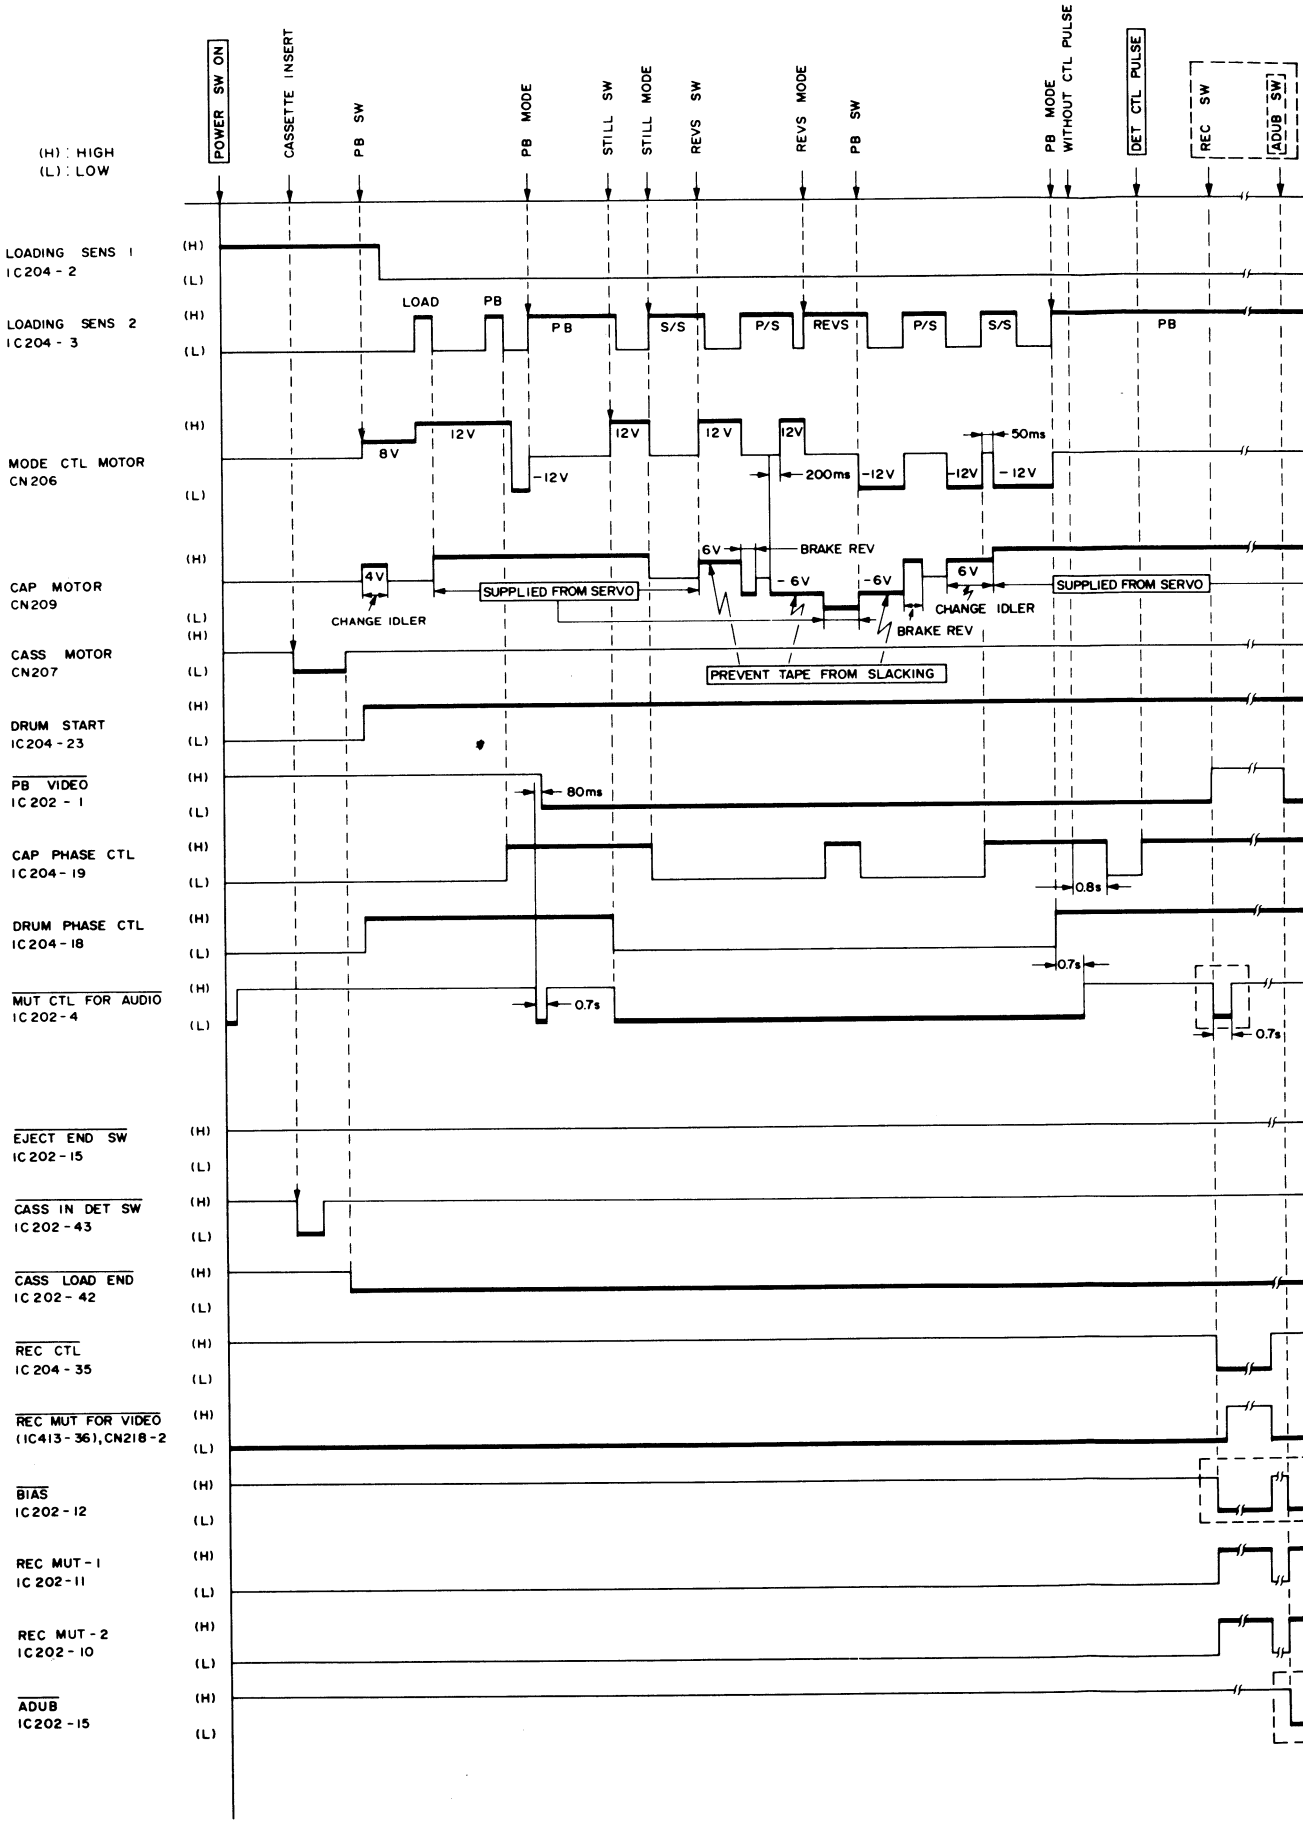 (H) : HIGH
(L) : LOW
POWER SW ON
CASSETTE INSERT
PB SW
PB MODE
STILL SW
STILL MODE
REVS SW
REVS MODE
PB SW
PB MODE
WITHOUT CTL PULSE
DET CTL PULSE
REC SW
ADUB SW
LOADING SENS 1
IC204-2
(H)
(L)
LOADING SENS 2
IC204-3
(H)
(L)
LOAD
PB
PB
S/S
P/S
REVS
P/S
S/S
PB
MODE CTL MOTOR
CN206
(H)
(L)
8V
12V
-12V
12V
12V
12V
200ms
-12V
-12V
-12V
50ms
CAP MOTOR
CN209
(H)
(L)
4V
CHANGE IDLER
SUPPLIED FROM SERVO
6V
BRAKE REV
-6V
-6V
BRAKE REV
6V
CHANGE IDLER
SUPPLIED FROM SERVO
PREVENT TAPE FROM SLACKING
CASS MOTOR
CN207
(H)
(L)
DRUM START
IC204-23
(H)
(L)
PB VIDEO
IC202-1
(H)
(L)
80ms
CAP PHASE CTL
IC204-19
(H)
(L)
0.8s
DRUM PHASE CTL
IC204-18
(H)
(L)
0.7s
MUT CTL FOR AUDIO
IC202-4
(H)
(L)
0.7s
0.7s
EJECT END SW
IC202-15
(H)
(L)
CASS IN DET SW
IC202-43
(H)
(L)
CASS LOAD END
IC202-42
(H)
(L)
REC CTL
IC204-35
(H)
(L)
REC MUT FOR VIDEO
(IC413-36),CN218-2
(H)
(L)
BIAS
IC202-12
(H)
(L)
REC MUT-1
IC202-11
(H)
(L)
REC MUT-2
IC202-10
(H)
(L)
ADUB
IC202-15
(H)
(L)